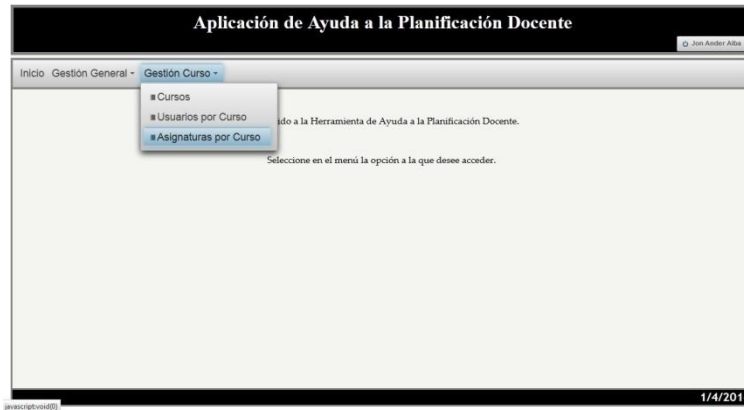 Aplicación de Ayuda a la Planificación Docente
Jon Ander Alba
Inicio Gestión General Gestión Curso
Cursos
Usuarios por Curso
ido a la Herramienta de Ayuda a la Planificación Docente.
Asignaturas por Curso
Seleccione en el menú la opción a la que desee acceder.
1/4/201
javascript:void(0)